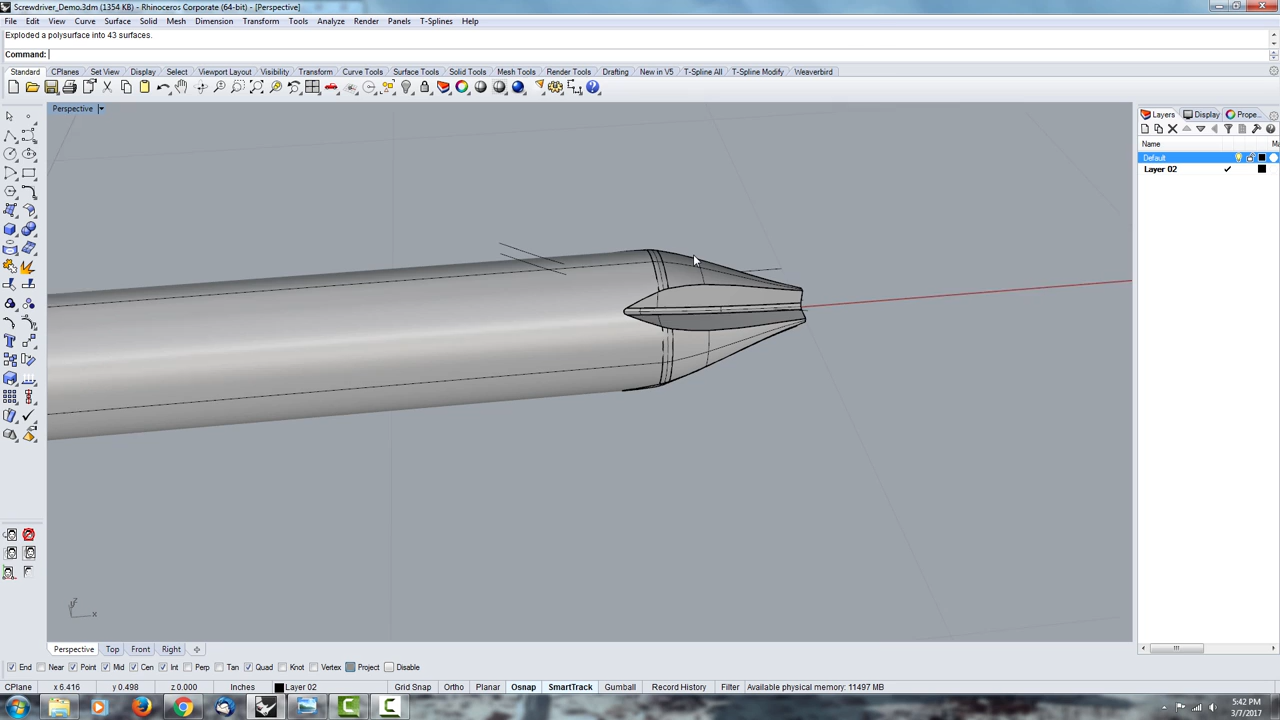 Screwdriver_Demo.3dm (1354 KB) - Rhinoceros Corporate (64-bit) - [Perspective]
File Edit View Curve Surface Solid Mesh Dimension Transform Tools Analyze Render Panels T-Splines Help
Exploded a polysurface into 43 surfaces.
Command:
Standard CPlanes Set View Display Select Viewport Layout Visibility Transform Curve Tools Surface Tools Solid Tools Mesh Tools Render Tools Drafting New in V5 T-Spline All T-Spline Modify Weaverbird
Perspective
Layers Display Prope...
Name Ma
Default
Layer 02
z
x
Perspective Top Front Right
End Near Point Mid Cen Int Perp Tan Quad Knot Vertex Project Disable
CPlane x 6.416 y 0.498 z 0.000 Inches Layer 02 Grid Snap Ortho Planar Osnap SmartTrack Gumball Record History Filter Available physical memory: 11497 MB
5:42 PM
3/7/2017